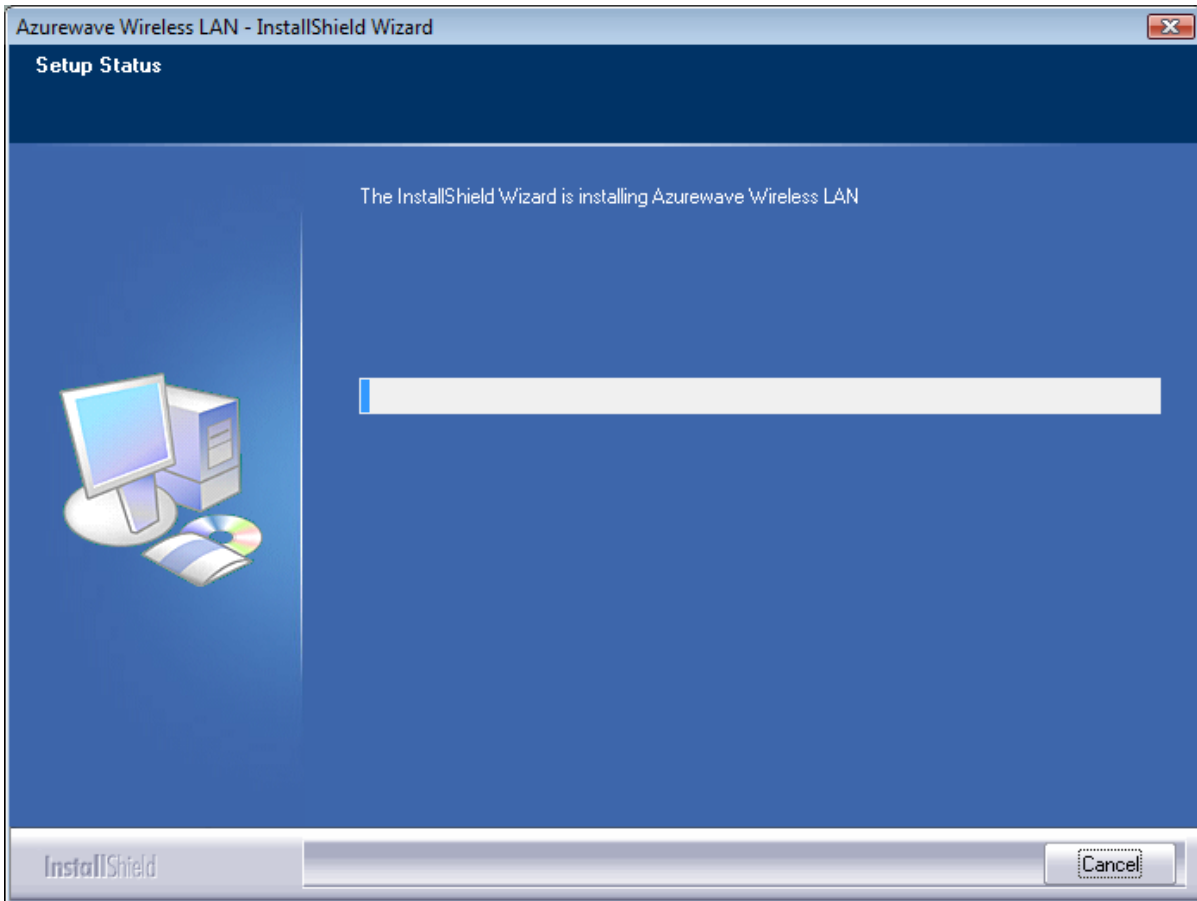 Azurewave Wireless LAN - InstallShield Wizard
Setup Status
The InstallShield Wizard is installing Azurewave Wireless LAN
InstallShield
Cancel